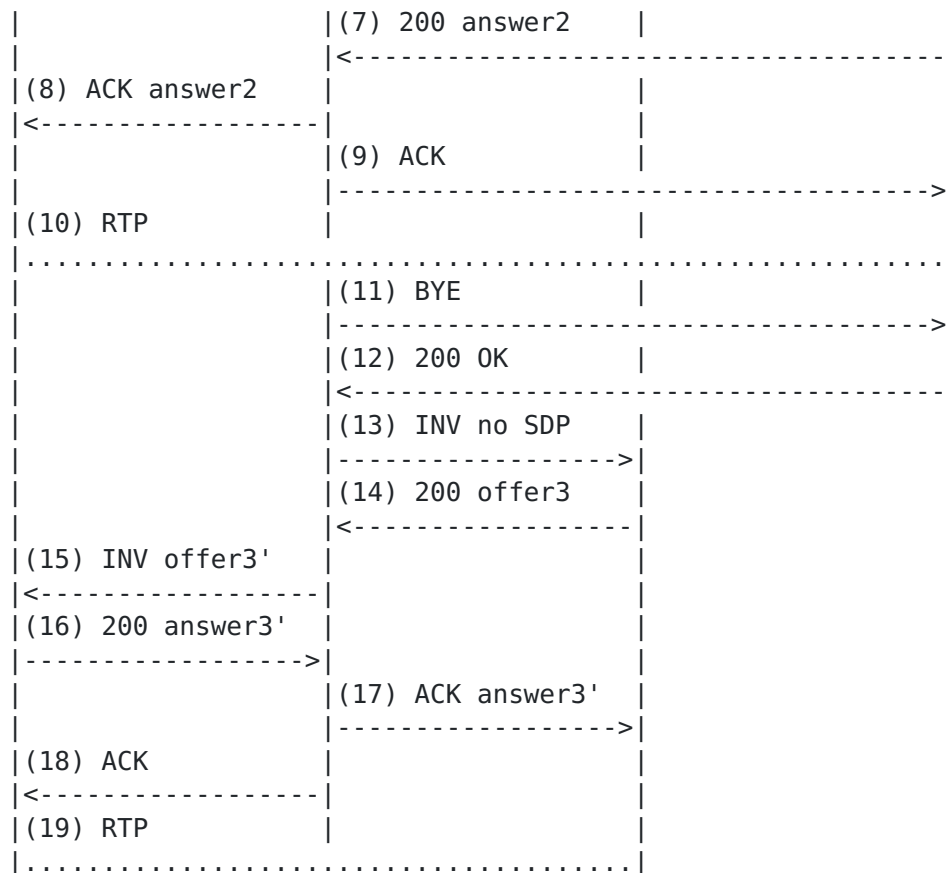 |                   |(7) 200 answer2    |
|                   |<--------------------------------------
|(8) ACK answer2    |                   |
|<------------------|                   |
|                   |(9) ACK            |
|                   |-------------------------------------->
|(10) RTP           |                   |
|............................................................
|                   |(11) BYE           |
|                   |-------------------------------------->
|                   |(12) 200 OK        |
|                   |<--------------------------------------
|                   |(13) INV no SDP    |
|                   |------------------>|
|                   |(14) 200 offer3    |
|                   |<------------------|
|(15) INV offer3'   |                   |
|<------------------|                   |
|(16) 200 answer3'  |                   |
|------------------>|                   |
|                   |(17) ACK answer3'  |
|                   |------------------>|
|(18) ACK           |                   |
|<------------------|                   |
|(19) RTP           |                   |
|.......................................|